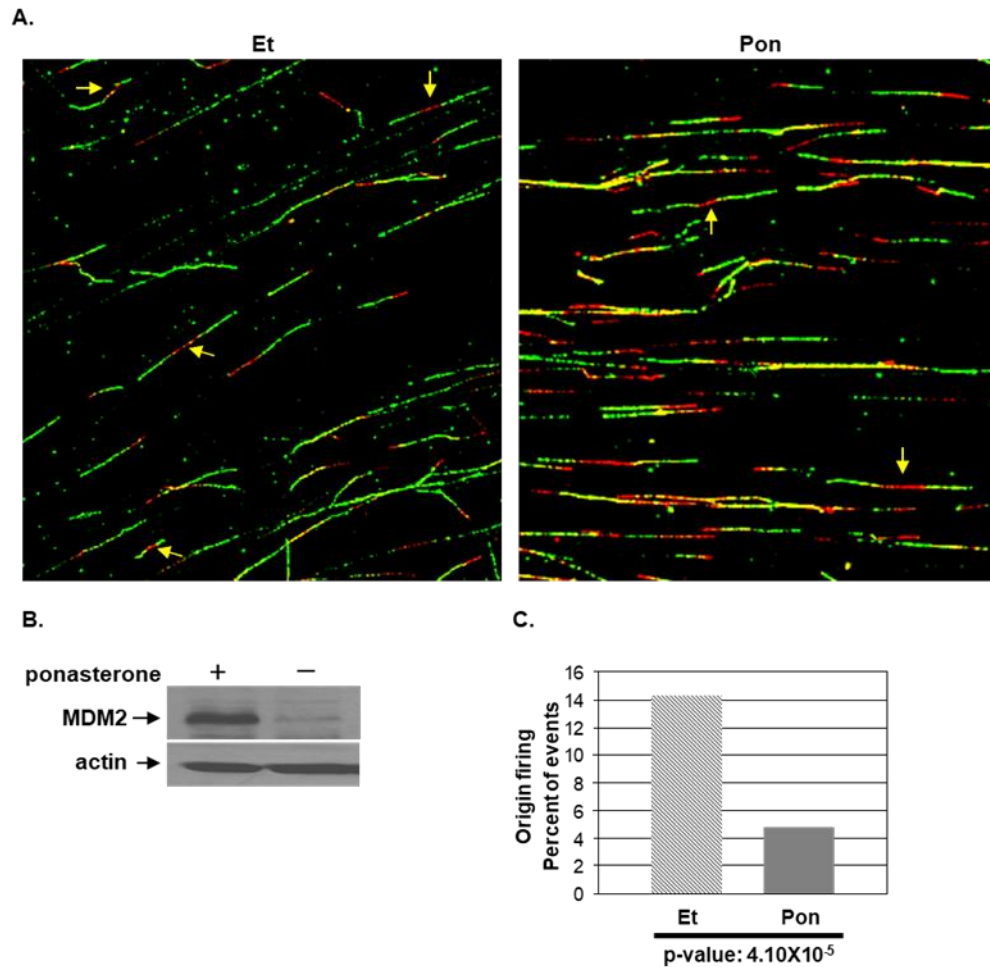 A.
Et Pon
B.
ponasterone + –
MDM2
actin
C.
Origin firing
Percent of events
16
14
12
10
8
6
4
2
0
Et Pon
p-value: 4.10X10⁻⁵